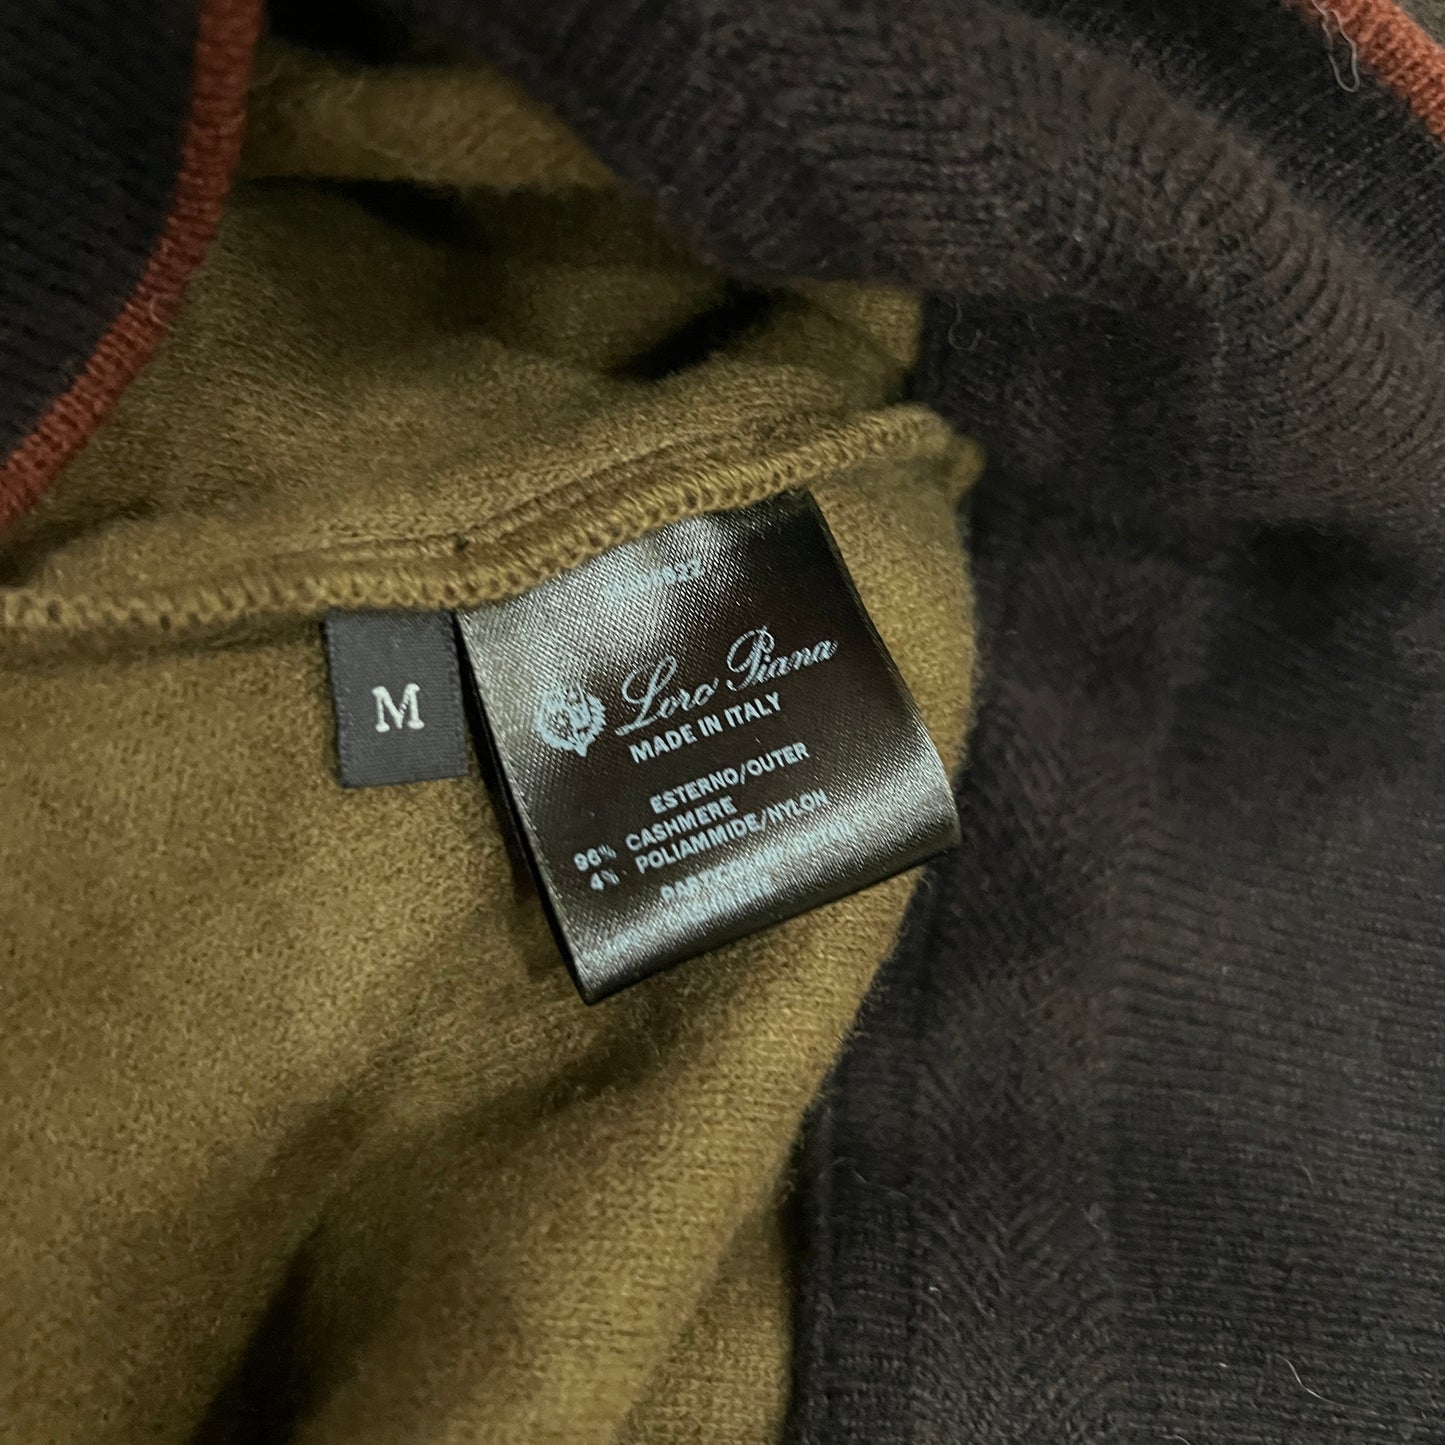 M
Loro Piana
MADE IN ITALY
ESTERNO/OUTER
96% CASHMERE
4% POLIAMMIDE/NYLON